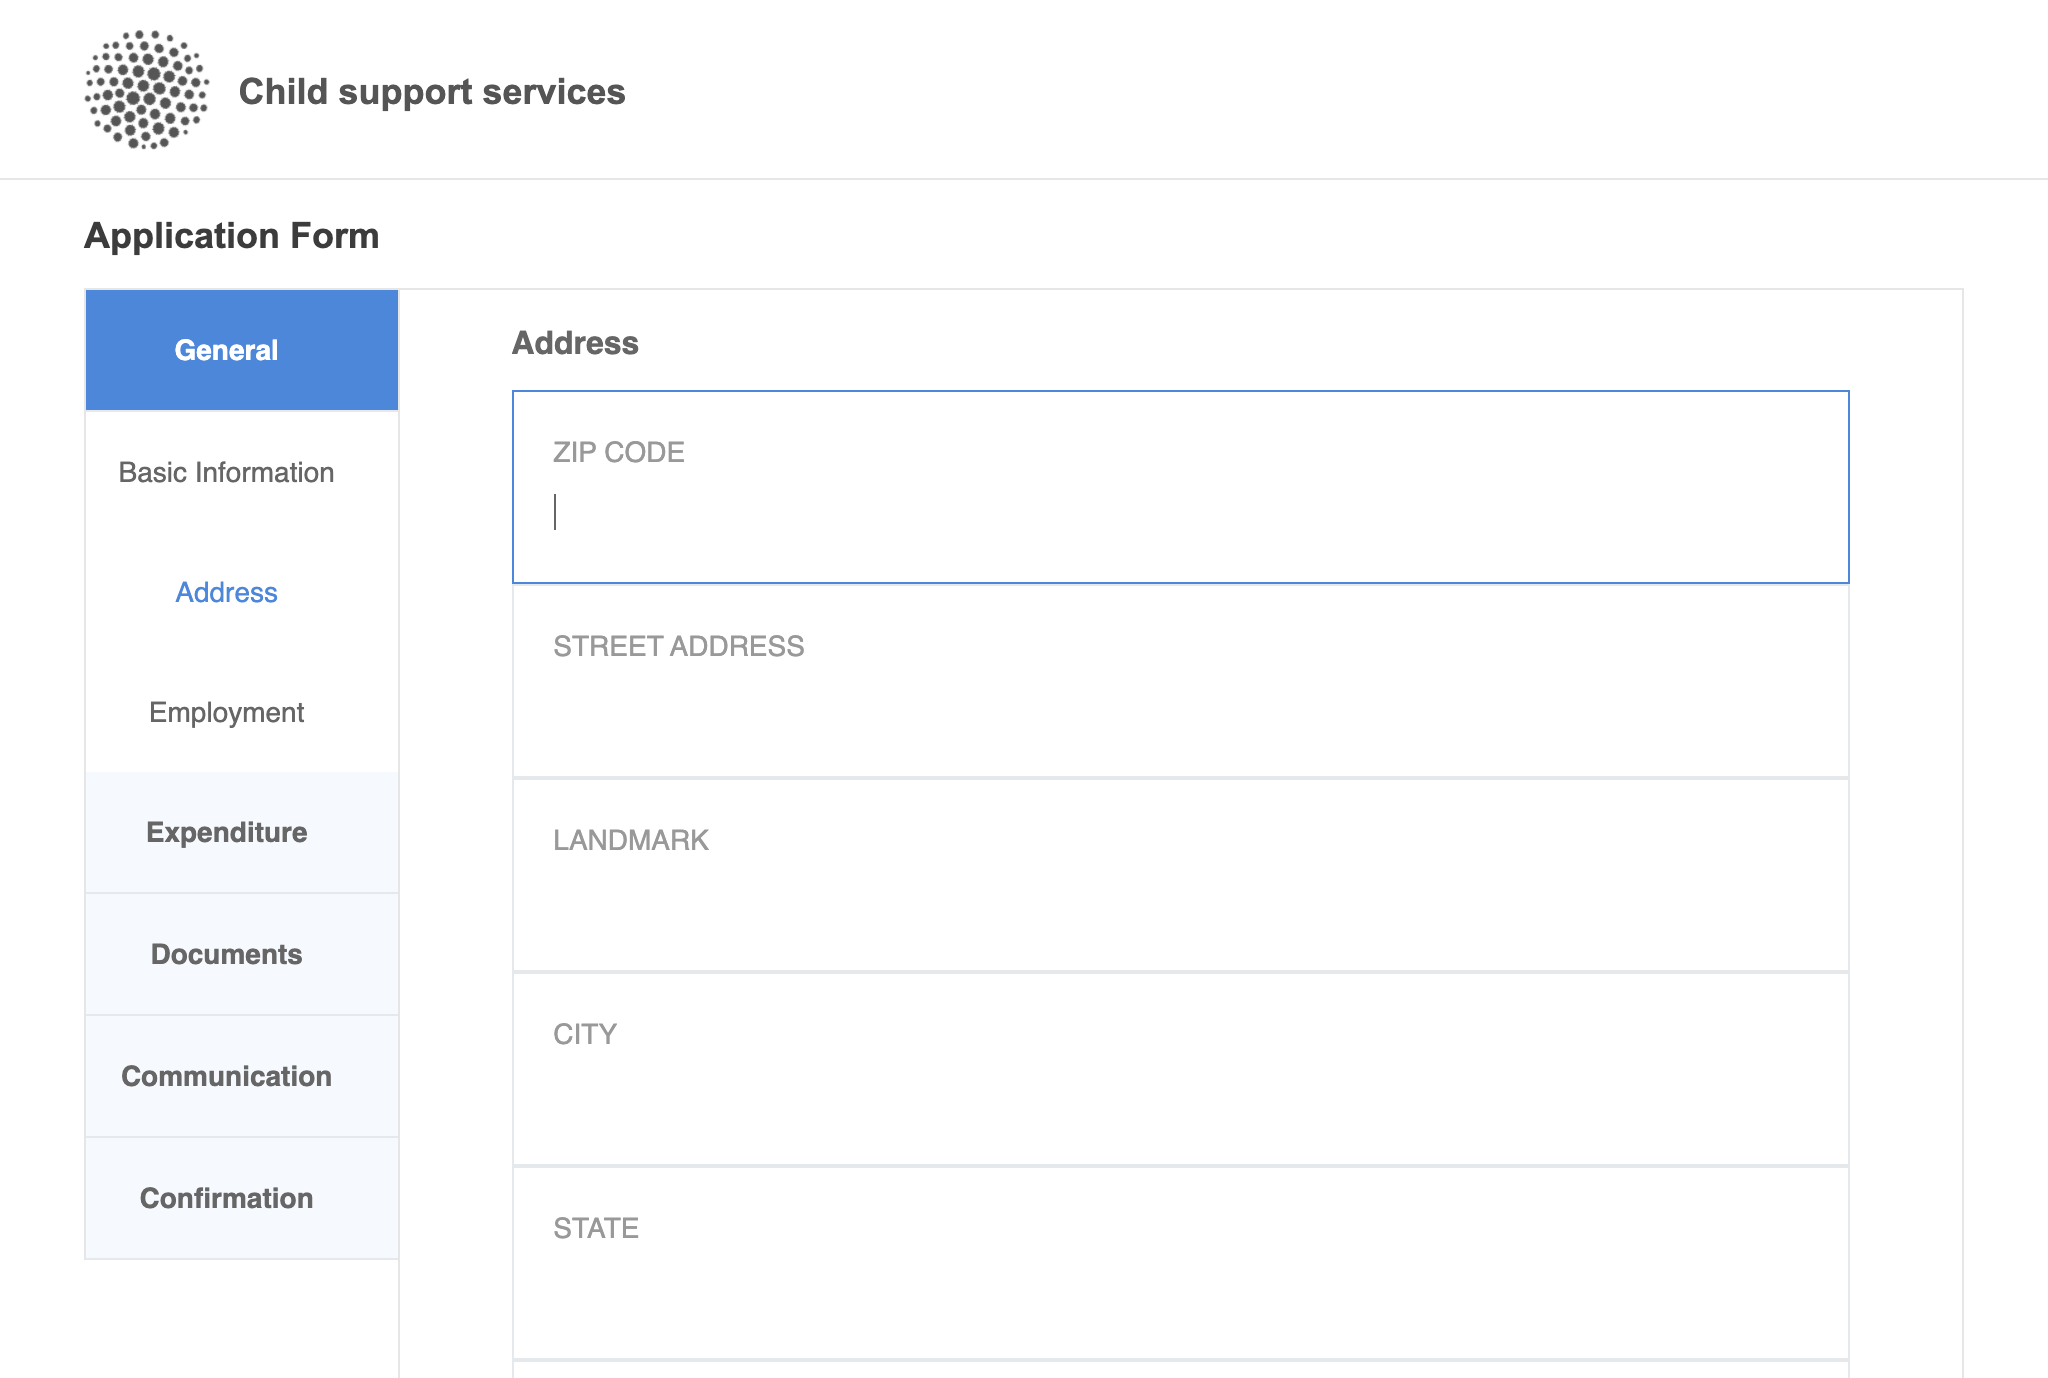 Child support services
Application Form
General
Basic Information
Address
Employment
Expenditure
Documents
Communication
Confirmation
Address
ZIP CODE
STREET ADDRESS
LANDMARK
CITY
STATE